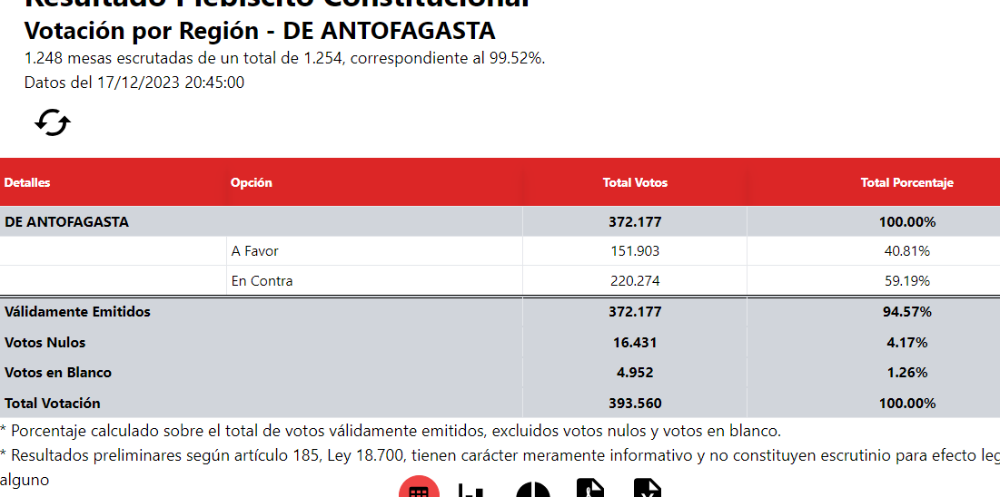 Resultado Plebiscito Constitucional
Votación por Región - DE ANTOFAGASTA
1.248 mesas escrutadas de un total de 1.254, correspondiente al 99.52%.
Datos del 17/12/2023 20:45:00
Detalles Opción Total Votos Total Porcentaje
DE ANTOFAGASTA 372.177 100.00%
A Favor 151.903 40.81%
En Contra 220.274 59.19%
Válidamente Emitidos 372.177 94.57%
Votos Nulos 16.431 4.17%
Votos en Blanco 4.952 1.26%
Total Votación 393.560 100.00%
* Porcentaje calculado sobre el total de votos válidamente emitidos, excluidos votos nulos y votos en blanco.
* Resultados preliminares según artículo 185, Ley 18.700, tienen carácter meramente informativo y no constituyen escrutinio para efecto leg
alguno